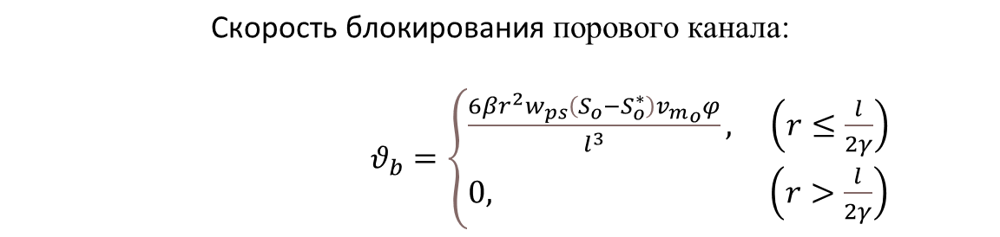 Скорость блокирования порового канала:
ϑ_b = { 6βr²w_ps(S_o−S_o^*)v_{m_o}φ / l³, (r ≤ l/2γ)
0, (r > l/2γ)